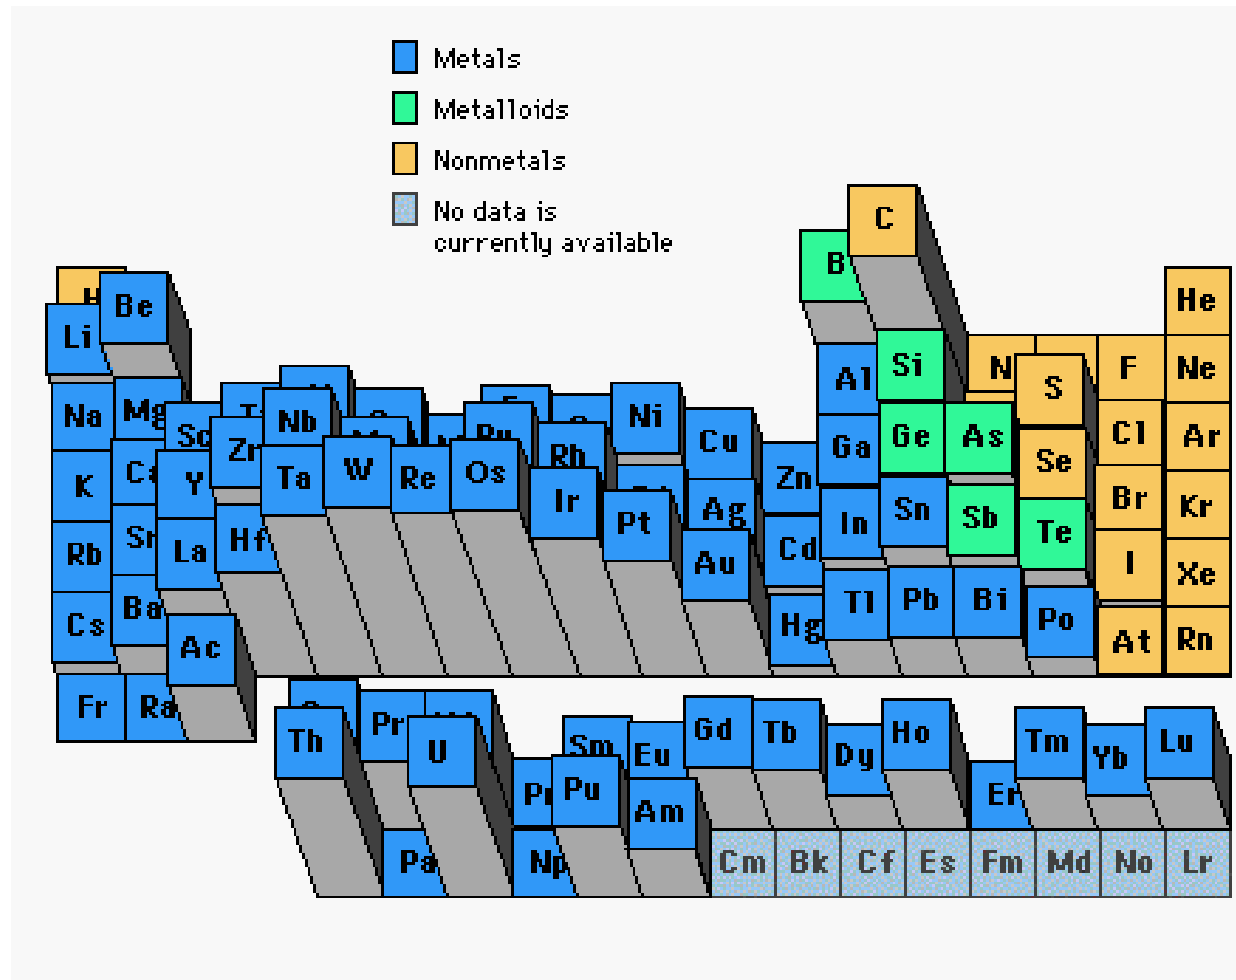 Metals
Metalloids
Nonmetals
No data is
currently available
C
B
He
Be
Li
Si
N
F
Ne
Al
S
Na
Mg
Nb
Ni
Cu
Ge
As
Cl
Ar
Ga
Se
K
Y
Ta
W
Re
Os
Rh
Zn
Ir
Pt
Ag
In
Sn
Sb
Te
Br
Kr
Rb
La
Hf
Au
Cd
I
Xe
Cs
Ba
Hg
Tl
Pb
Bi
Po
At
Rn
Ac
Fr
Ra
Th
Pr
U
Sm
Eu
Gd
Tb
Dy
Ho
Tm
Yb
Lu
Pu
Er
Am
Pa
Np
Cm
Bk
Cf
Es
Fm
Md
No
Lr